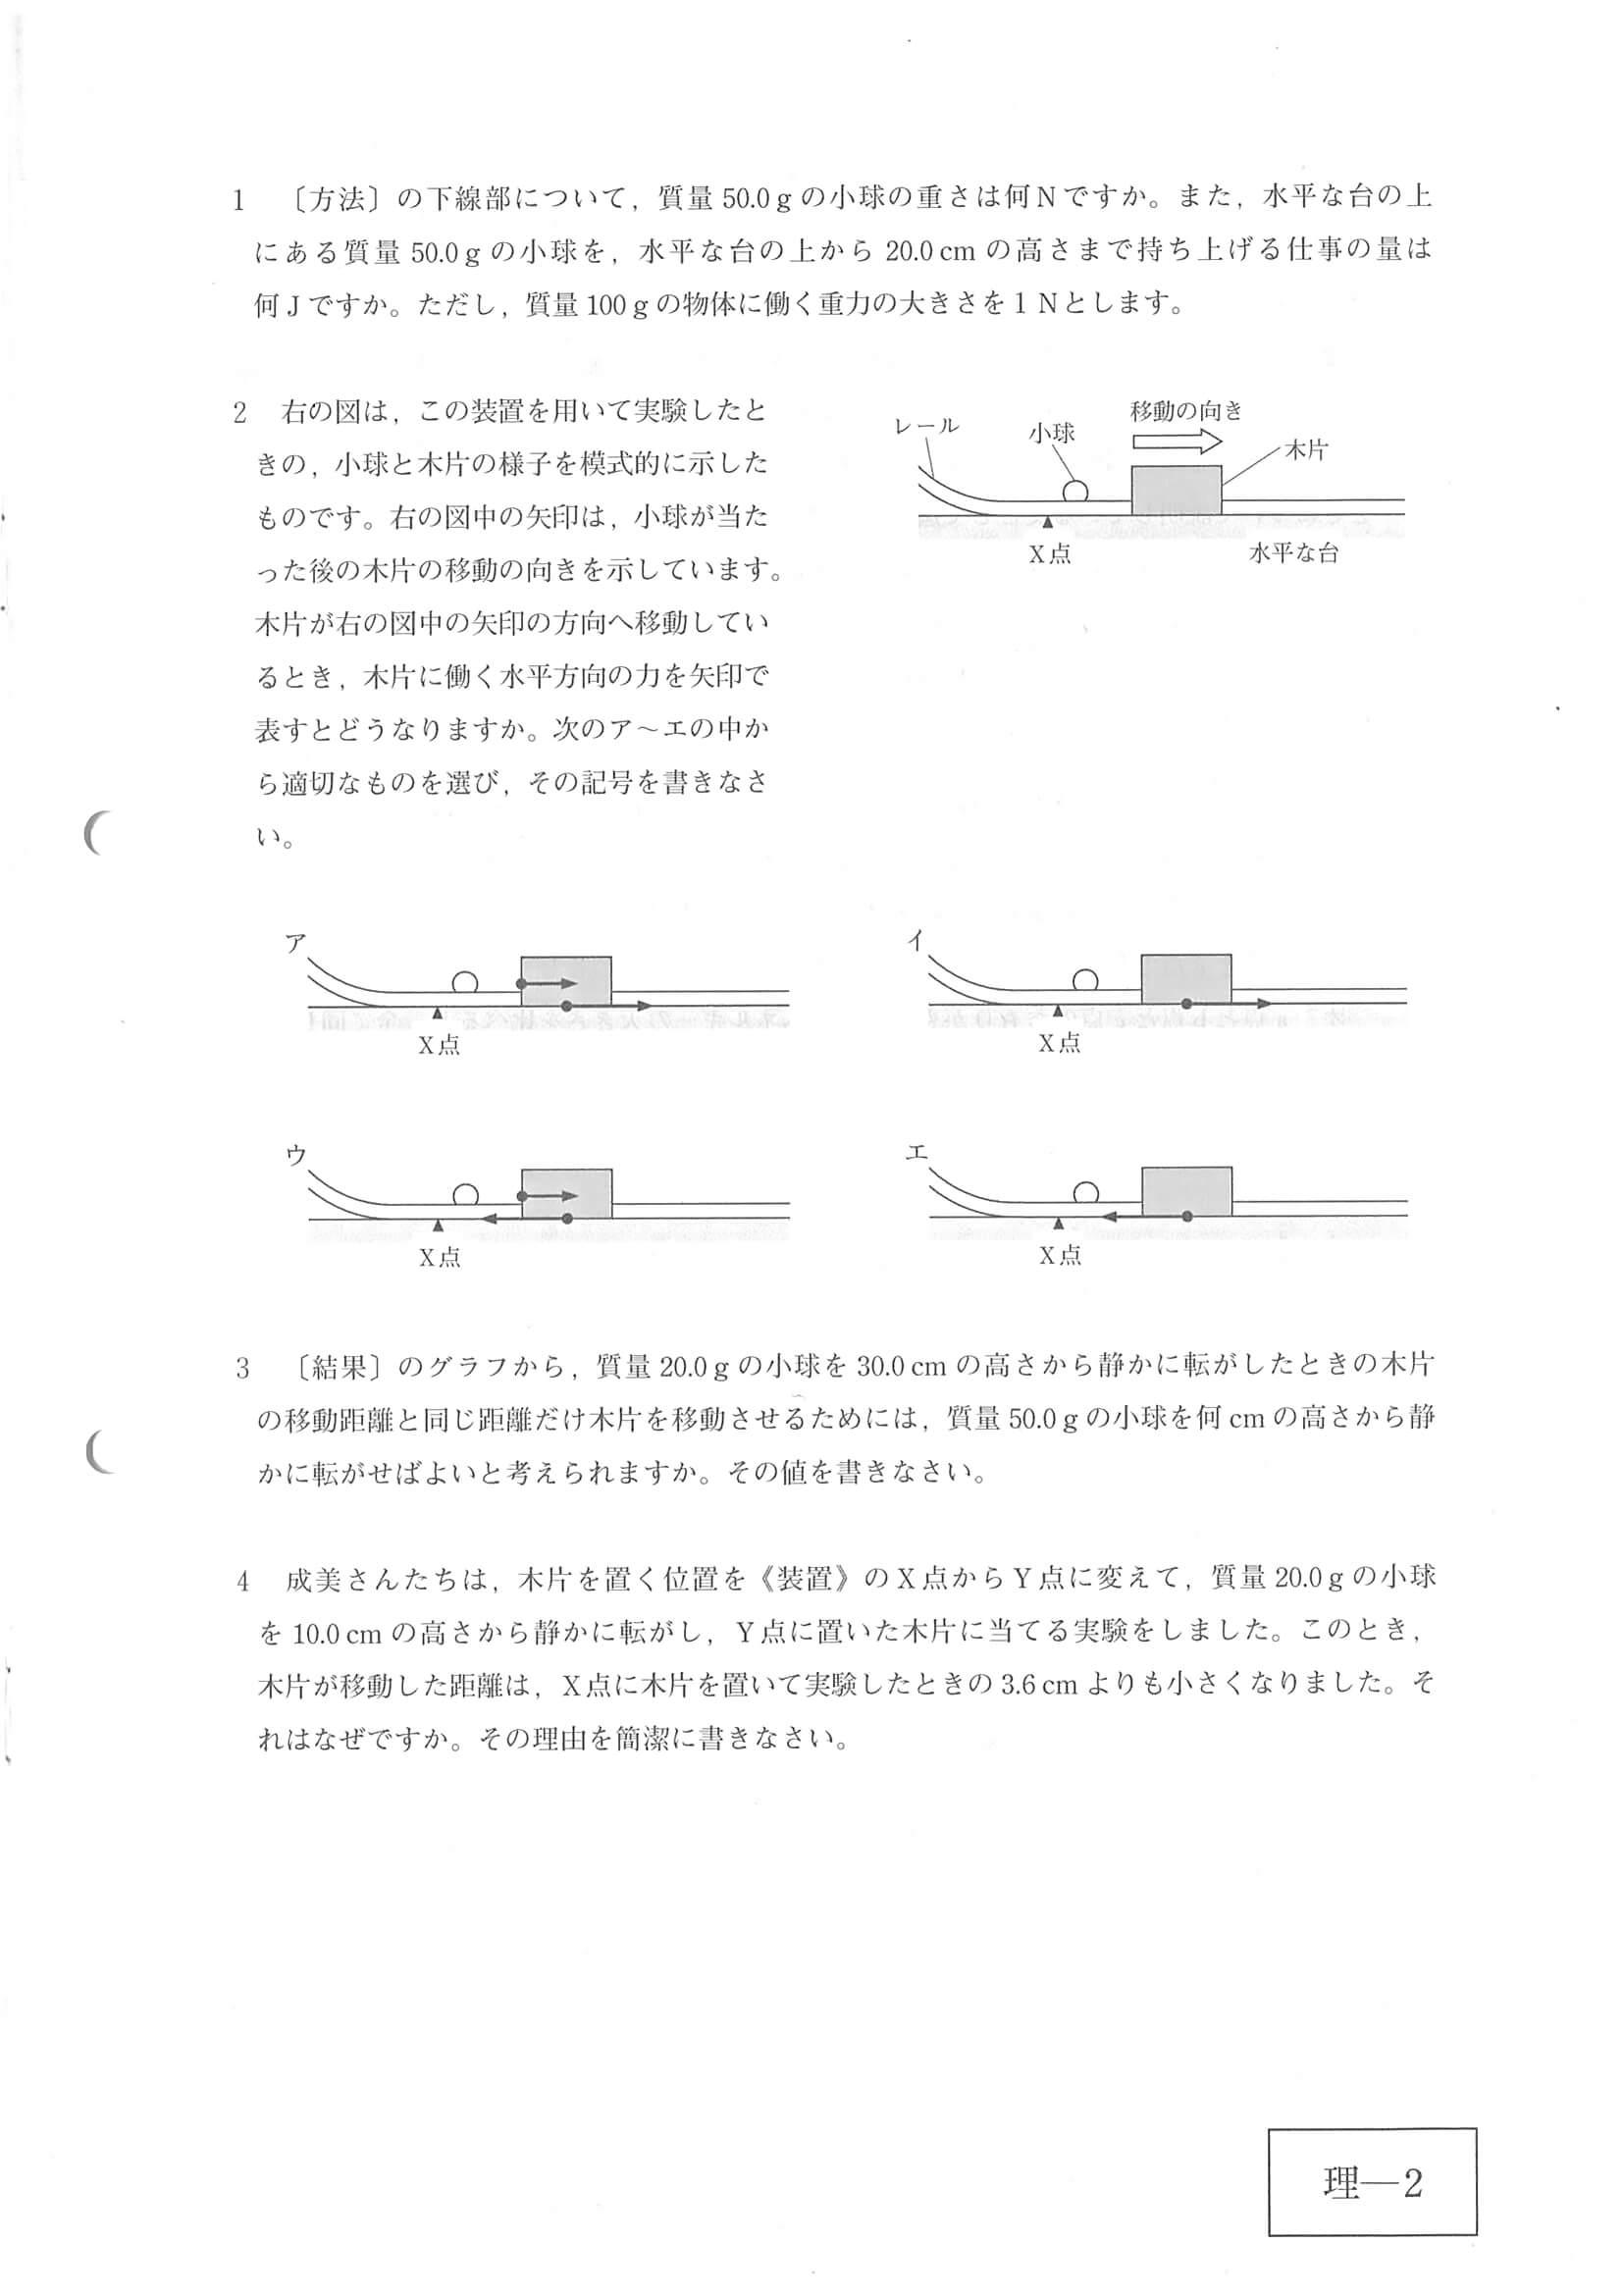 1　〔方法〕の下線部について，質量 50.0 g の小球の重さは何Nですか。また，水平な台の上
にある質量 50.0 g の小球を，水平な台の上から 20.0 cm の高さまで持ち上げる仕事の量は
何Jですか。ただし，質量 100 g の物体に働く重力の大きさを１Nとします。
2　右の図は，この装置を用いて実験したと
きの，小球と木片の様子を模式的に示した
ものです。右の図中の矢印は，小球が当た
った後の木片の移動の向きを示しています。
木片が右の図中の矢印の方向へ移動してい
るとき，木片に働く水平方向の力を矢印で
表すとどうなりますか。次のア～エの中か
ら適切なものを選び，その記号を書きなさ
い。
移動の向き
レール
小球
木片
X点
水平な台
ア
X点
イ
X点
ウ
X点
エ
X点
3　〔結果〕のグラフから，質量 20.0 g の小球を 30.0 cm の高さから静かに転がしたときの木片
の移動距離と同じ距離だけ木片を移動させるためには，質量 50.0 g の小球を何 cm の高さから静
かに転がせばよいと考えられますか。その値を書きなさい。
4　成美さんたちは，木片を置く位置を《装置》のX点からY点に変えて，質量 20.0 g の小球
を 10.0 cm の高さから静かに転がし，Y点に置いた木片に当てる実験をしました。このとき，
木片が移動した距離は，X点に木片を置いて実験したときの 3.6 cm よりも小さくなりました。そ
れはなぜですか。その理由を簡潔に書きなさい。
理―2